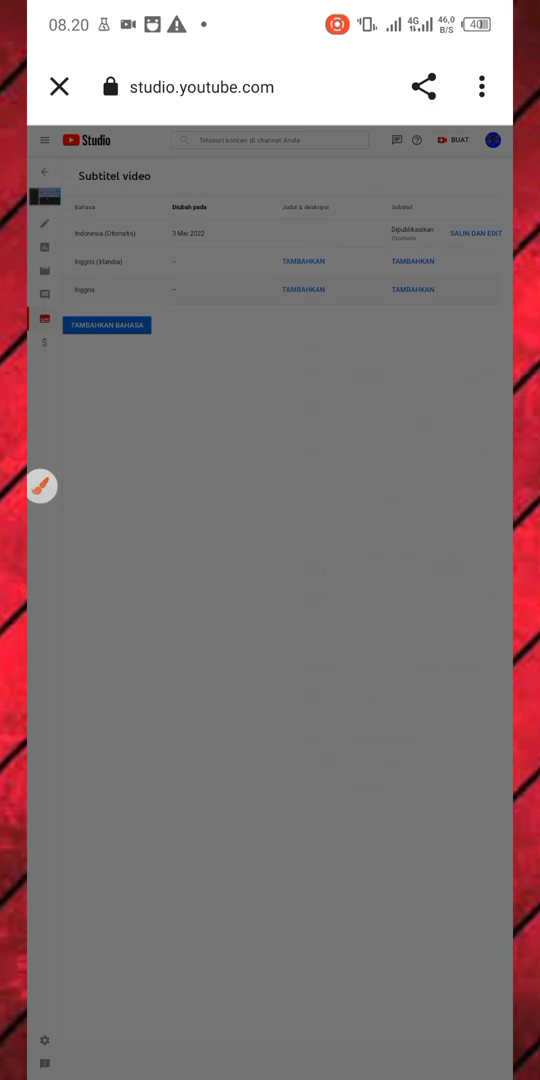 08.20
4G
46,0
B/S
40
studio.youtube.com
Studio
Telusuri konten di channel Anda
BUAT
Subtitel video
Bahasa Diubah pada Judul & deskripsi Subtitel
Indonesia (Otomatis) 3 Mei 2022 Dipublikasikan SALIN DAN EDIT
Otomatis
Inggris (Irlandia) – TAMBAHKAN TAMBAHKAN
Inggris – TAMBAHKAN TAMBAHKAN
TAMBAHKAN BAHASA